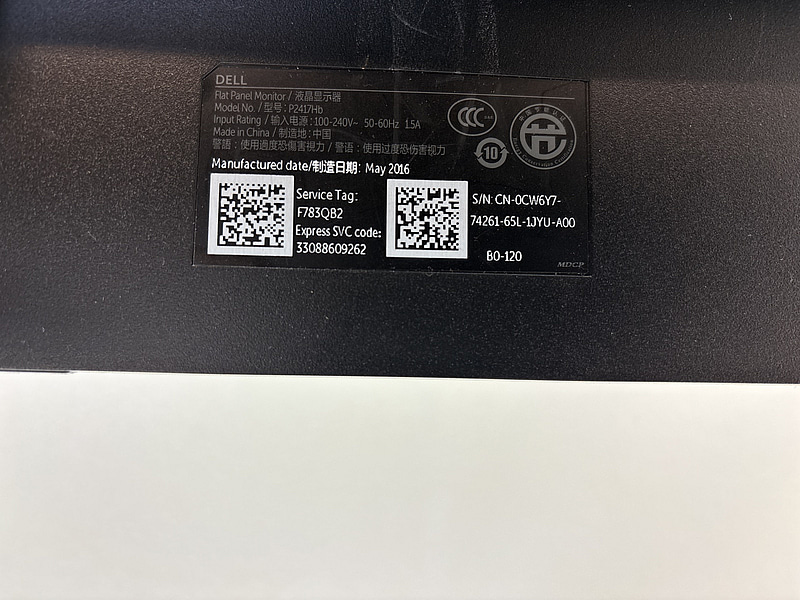 DELL
Flat Panel Monitor / 液晶显示器
Model No. / 型号: P2417Hb
Input Rating / 输入电源: 100-240V~ 50-60Hz 1.5A
Made in China / 制造地: 中国
警語: 使用過度恐傷害視力 / 警语: 使用过度恐伤害视力
Manufactured date/制造日期: May 2016
Service Tag:
F783QB2
Express SVC code:
33088609262
S/N: CN-0CW6Y7-
74261-65L-1JYU-A00
B0-120
MDCP
CCC
10